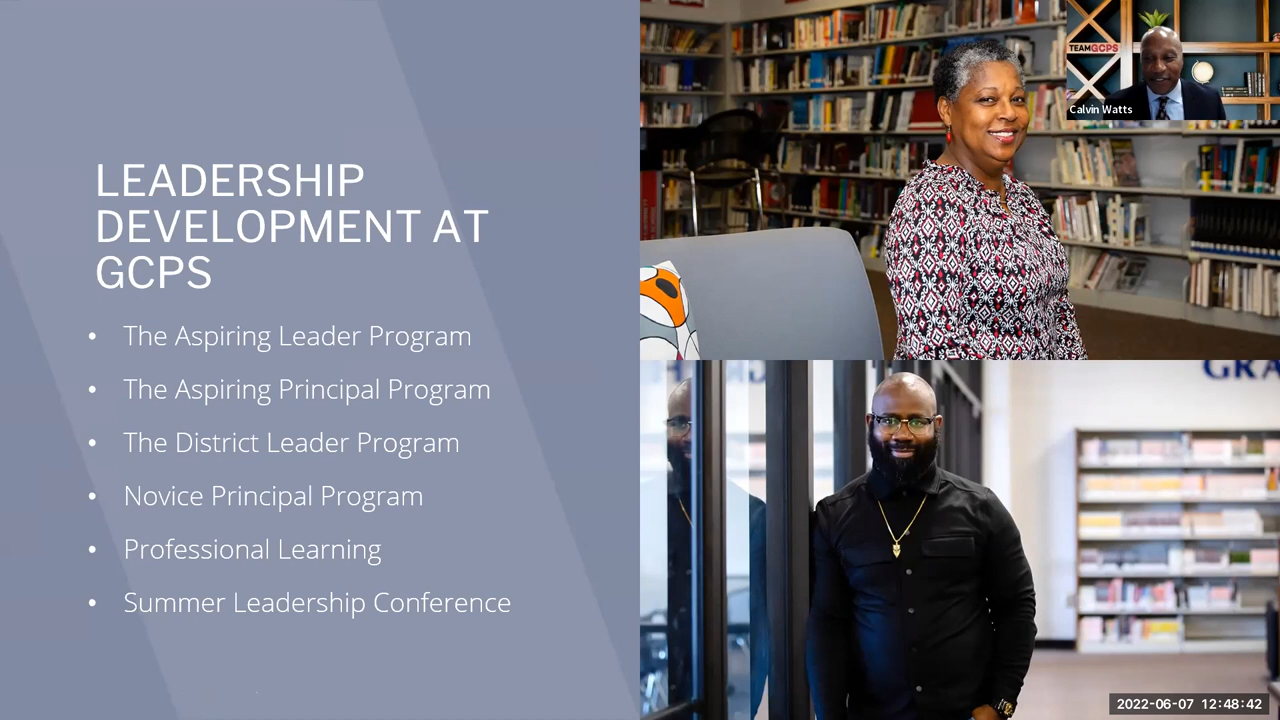 LEADERSHIP
DEVELOPMENT AT
GCPS
• The Aspiring Leader Program
• The Aspiring Principal Program
• The District Leader Program
• Novice Principal Program
• Professional Learning
• Summer Leadership Conference
TEAMGCPS
Calvin Watts
GRA
2022-06-07 12:48:42